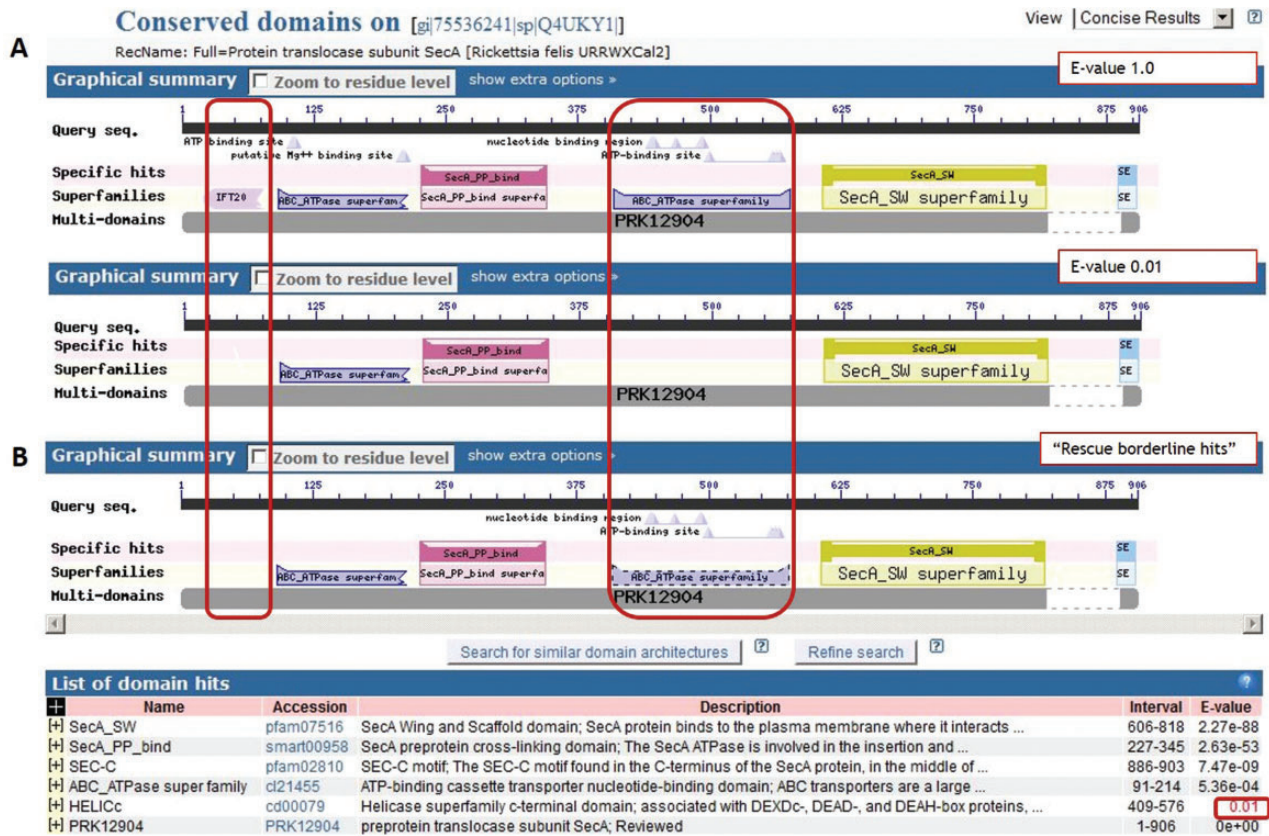 Conserved domains on [gi|75536241|sp|Q4UKY1|]
View Concise Results ?
A
RecName: Full=Protein translocase subunit SecA [Rickettsia felis URRWXCal2]
Graphical summary Zoom to residue level show extra options »
E-value 1.0
1 125 250 375 500 625 750 875 906
Query seq.
ATP binding site nucleotide binding region
putative Mg++ binding site ATP-binding site
Specific hits SecA_PP_bind SecA_SW SE
Superfamilies IFT20 ABC_ATPase superfam SecA_PP_bind superfa ABC_ATPase superfamily SecA_SW superfamily SE
Multi-domains PRK12904
Graphical summary Zoom to residue level show extra options »
E-value 0.01
1 125 250 375 500 625 750 875 906
Query seq.
Specific hits SecA_PP_bind SecA_SW SE
Superfamilies ABC_ATPase superfam SecA_PP_bind superfa SecA_SW superfamily SE
Multi-domains PRK12904
B
Graphical summary Zoom to residue level show extra options »
“Rescue borderline hits”
1 125 250 375 500 625 750 875 906
Query seq.
nucleotide binding region
ATP-binding site
Specific hits SecA_PP_bind SecA_SW SE
Superfamilies ABC_ATPase superfam SecA_PP_bind superfa ABC_ATPase superfamily SecA_SW superfamily SE
Multi-domains PRK12904
Search for similar domain architectures ? Refine search ?
List of domain hits ?
+ Name Accession Description Interval E-value
[+] SecA_SW pfam07516 SecA Wing and Scaffold domain; SecA protein binds to the plasma membrane where it interacts ... 606-818 2.27e-88
[+] SecA_PP_bind smart00958 SecA preprotein cross-linking domain; The SecA ATPase is involved in the insertion and ... 227-345 2.63e-53
[+] SEC-C pfam02810 SEC-C motif; The SEC-C motif found in the C-terminus of the SecA protein, in the middle of ... 886-903 7.47e-09
[+] ABC_ATPase super family cl21455 ATP-binding cassette transporter nucleotide-binding domain; ABC transporters are a large ... 91-214 5.36e-04
[+] HELICc cd00079 Helicase superfamily c-terminal domain; associated with DEXDc-, DEAD-, and DEAH-box proteins, ... 409-576 0.01
[+] PRK12904 PRK12904 preprotein translocase subunit SecA; Reviewed 1-906 0e+00